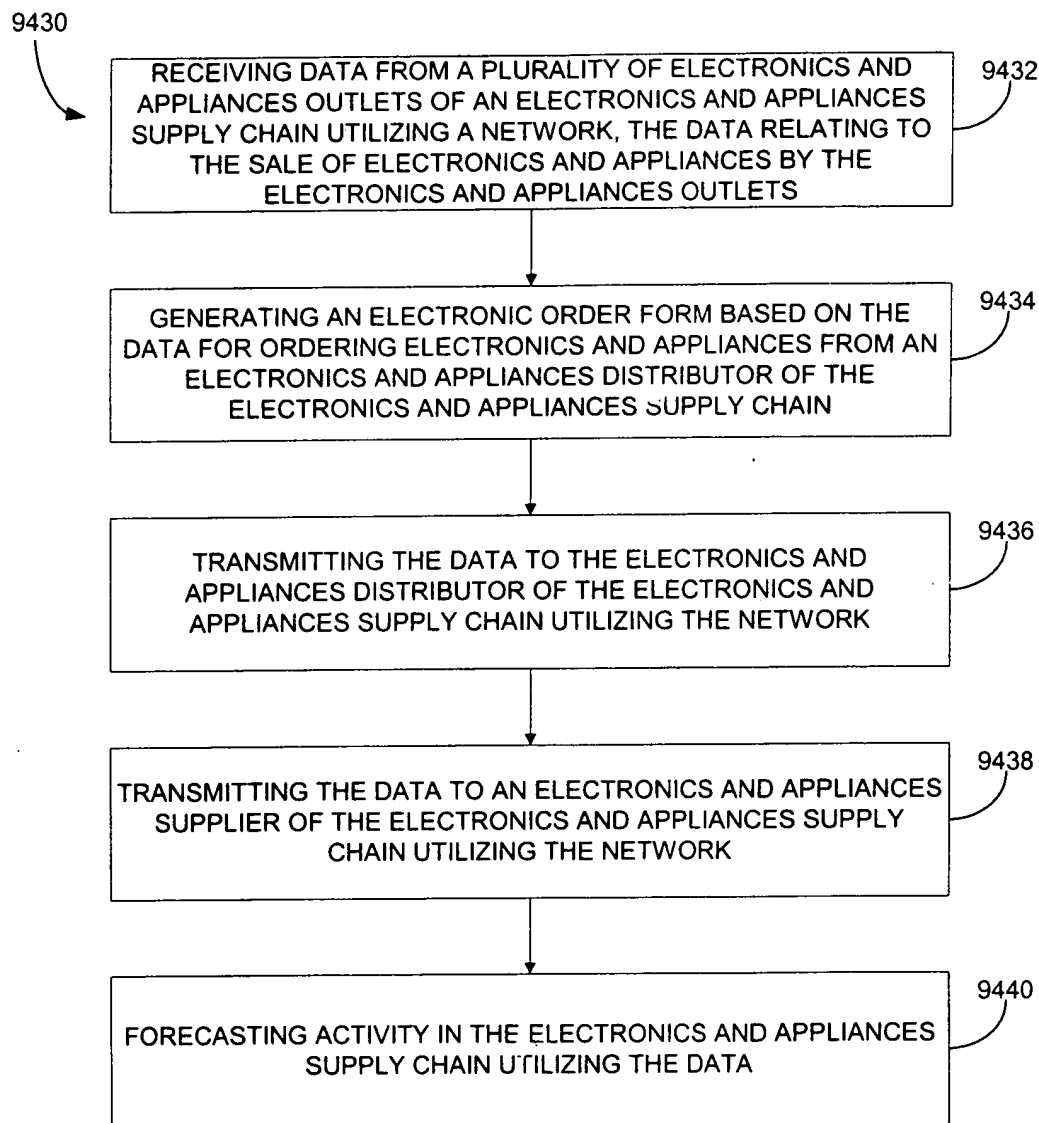 9430
RECEIVING DATA FROM A PLURALITY OF ELECTRONICS AND
APPLIANCES OUTLETS OF AN ELECTRONICS AND APPLIANCES
SUPPLY CHAIN UTILIZING A NETWORK, THE DATA RELATING TO
THE SALE OF ELECTRONICS AND APPLIANCES BY THE
ELECTRONICS AND APPLIANCES OUTLETS
9432
GENERATING AN ELECTRONIC ORDER FORM BASED ON THE
DATA FOR ORDERING ELECTRONICS AND APPLIANCES FROM AN
ELECTRONICS AND APPLIANCES DISTRIBUTOR OF THE
ELECTRONICS AND APPLIANCES SUPPLY CHAIN
9434
TRANSMITTING THE DATA TO THE ELECTRONICS AND
APPLIANCES DISTRIBUTOR OF THE ELECTRONICS AND
APPLIANCES SUPPLY CHAIN UTILIZING THE NETWORK
9436
TRANSMITTING THE DATA TO AN ELECTRONICS AND APPLIANCES
SUPPLIER OF THE ELECTRONICS AND APPLIANCES SUPPLY
CHAIN UTILIZING THE NETWORK
9438
FORECASTING ACTIVITY IN THE ELECTRONICS AND APPLIANCES
SUPPLY CHAIN UTILIZING THE DATA
9440